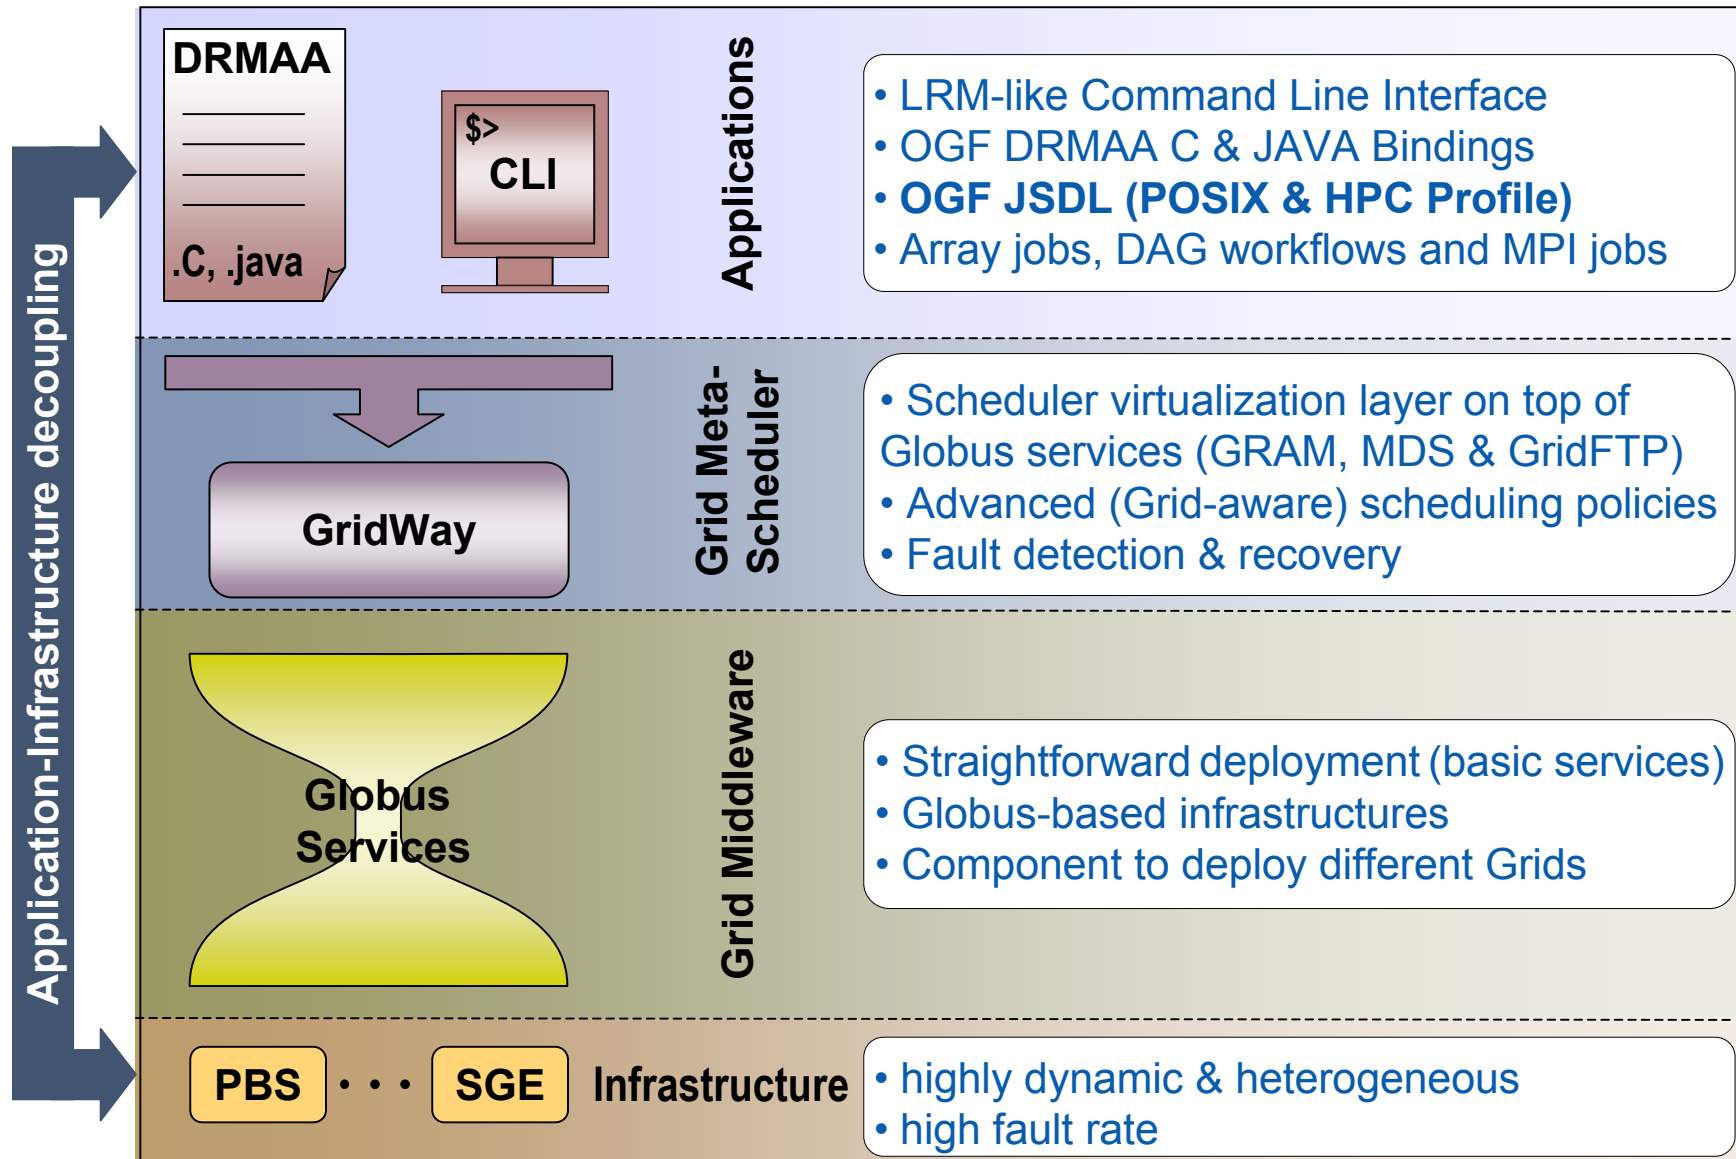 Application-Infrastructure decoupling
DRMAA
.C, .java
$>
CLI
Applications
• LRM-like Command Line Interface
• OGF DRMAA C & JAVA Bindings
• OGF JSDL (POSIX & HPC Profile)
• Array jobs, DAG workflows and MPI jobs
GridWay
Grid Meta-
Scheduler
• Scheduler virtualization layer on top of
Globus services (GRAM, MDS & GridFTP)
• Advanced (Grid-aware) scheduling policies
• Fault detection & recovery
Globus
Services
Grid Middleware
• Straightforward deployment (basic services)
• Globus-based infrastructures
• Component to deploy different Grids
PBS
• • •
SGE
Infrastructure
• highly dynamic & heterogeneous
• high fault rate